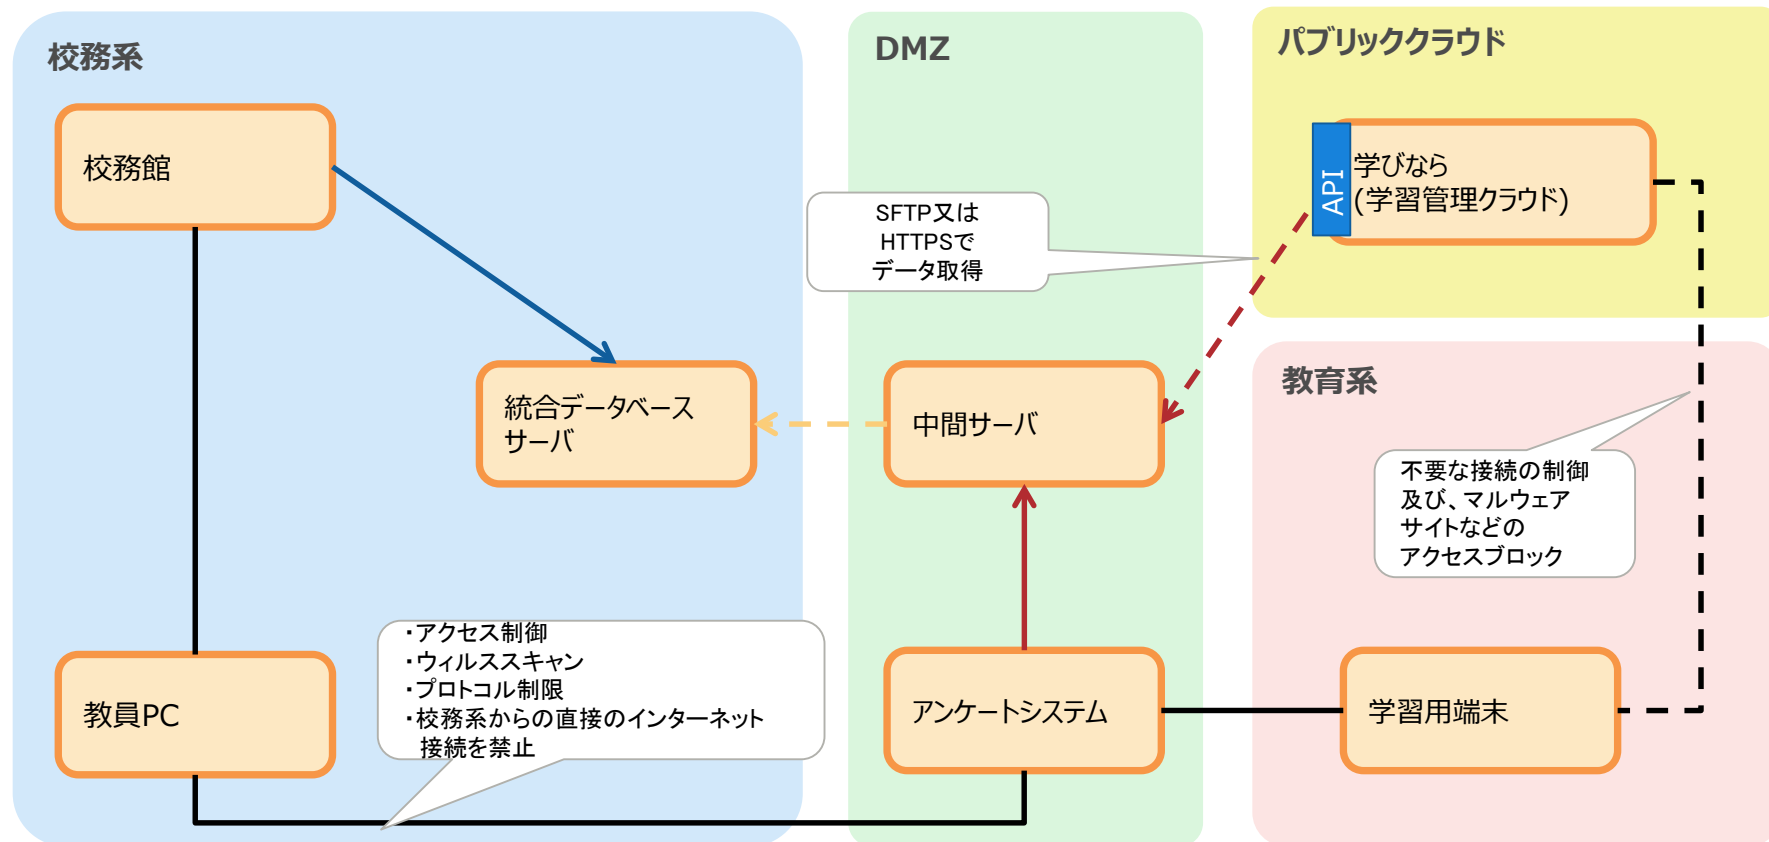 校務系
DMZ
パブリッククラウド
校務館
API
学びなら
(学習管理クラウド)
SFTP又は
HTTPSで
データ取得
教育系
統合データベース
サーバ
中間サーバ
不要な接続の制御
及び、マルウェア
サイトなどの
アクセスブロック
・アクセス制御
・ウィルススキャン
・プロトコル制限
・校務系からの直接のインターネット
接続を禁止
教員PC
アンケートシステム
学習用端末